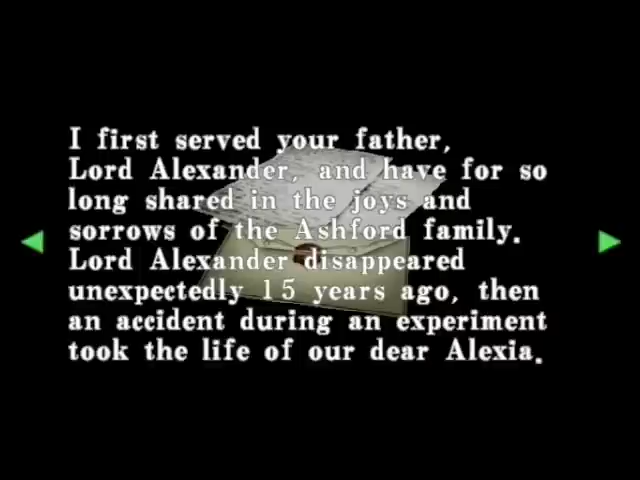 I first served your father,
Lord Alexander, and have for so
long shared in the joys and
sorrows of the Ashford family.
Lord Alexander disappeared
unexpectedly 15 years ago, then
an accident during an experiment
took the life of our dear Alexia.